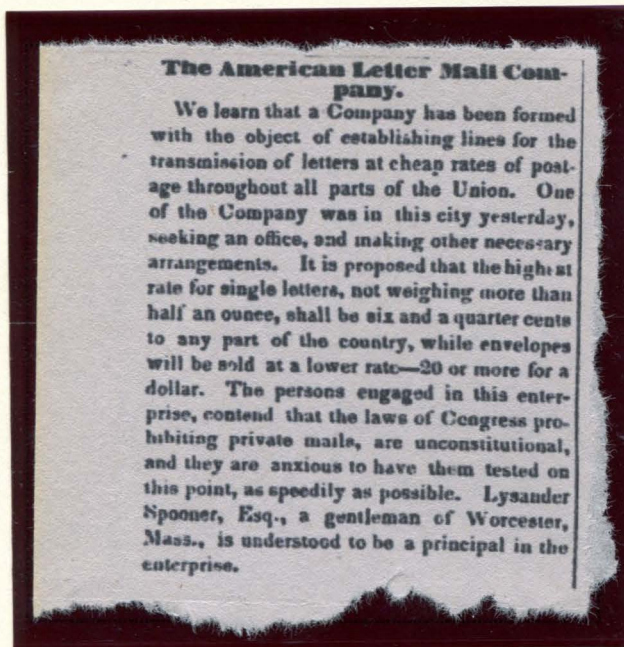 The American Letter Mail Com-
pany.
We learn that a Company has been formed
with the object of establishing lines for the
transmission of letters at cheap rates of post-
age throughout all parts of the Union. One
of the Company was in this city yesterday,
seeking an office, and making other necessary
arrangements. It is proposed that the highest
rate for single letters, not weighing more than
half an ounce, shall be six and a quarter cents
to any part of the country, while envelopes
will be sold at a lower rate—20 or more for a
dollar. The persons engaged in this enter-
prise, contend that the laws of Congress pro-
hibiting private mails, are unconstitutional,
and they are anxious to have them tested on
this point, as speedily as possible. Lysander
Spooner, Esq., a gentleman of Worcester,
Mass., is understood to be a principal in the
enterprise.